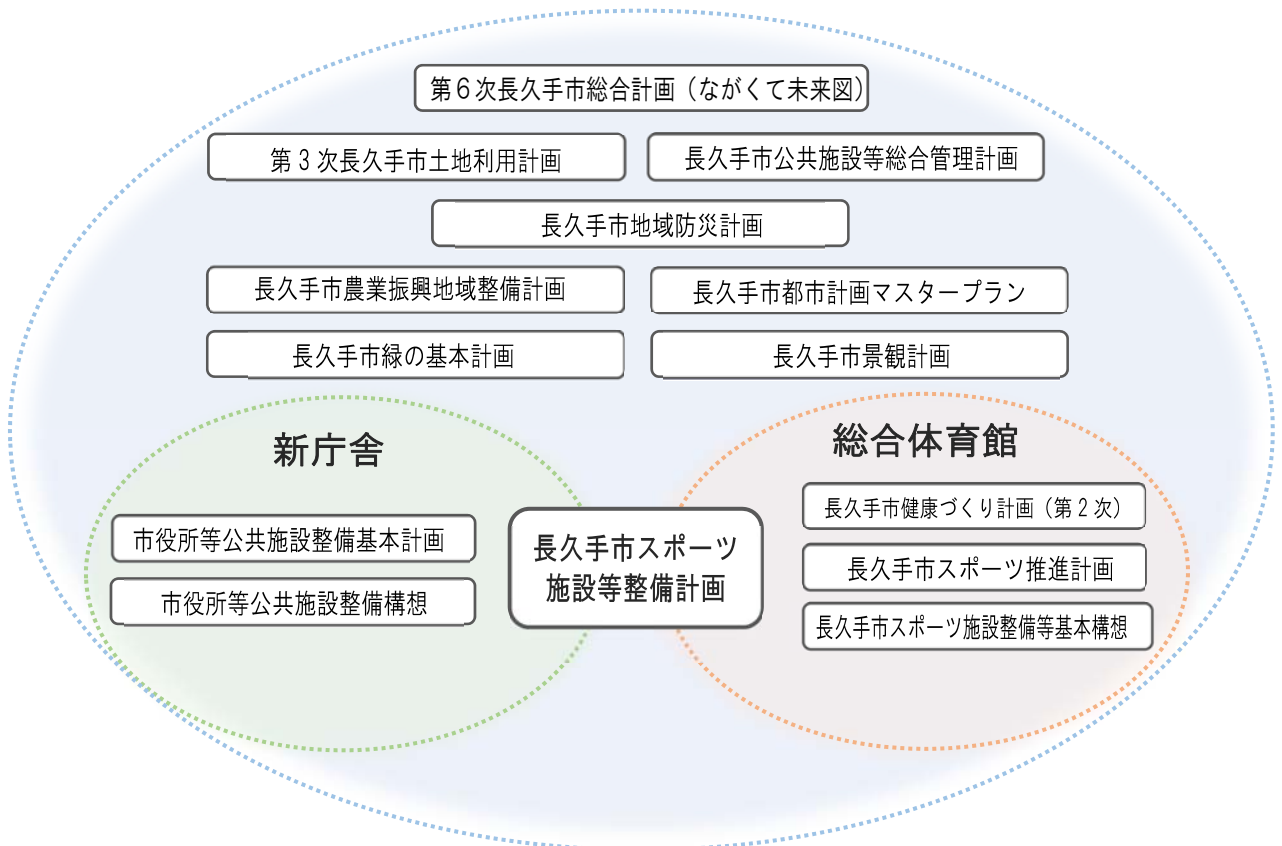 第6次長久手市総合計画（ながくて未来図）
第3次長久手市土地利用計画
長久手市公共施設等総合管理計画
長久手市地域防災計画
長久手市農業振興地域整備計画
長久手市都市計画マスタープラン
長久手市緑の基本計画
長久手市景観計画
新庁舎
市役所等公共施設整備基本計画
市役所等公共施設整備構想
長久手市スポーツ
施設等整備計画
総合体育館
長久手市健康づくり計画（第2次）
長久手市スポーツ推進計画
長久手市スポーツ施設整備等基本構想